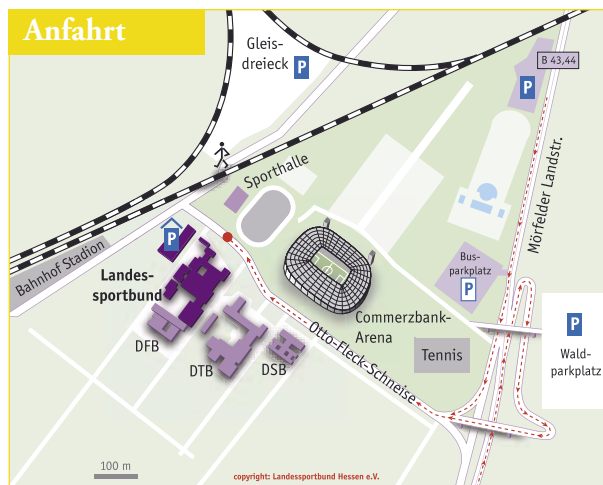 Anfahrt
Gleis-
dreieck
P
B 43,44
P
Mörfelder Landstr.
Sporthalle
P
Bahnhof Stadion
Landes-
sportbund
Bus-
parkplatz
P
Commerzbank-
Arena
Otto-Fleck-Schneise
Tennis
P
Wald-
parkplatz
DFB
DTB
DSB
100 m
copyright: Landessportbund Hessen e.V.